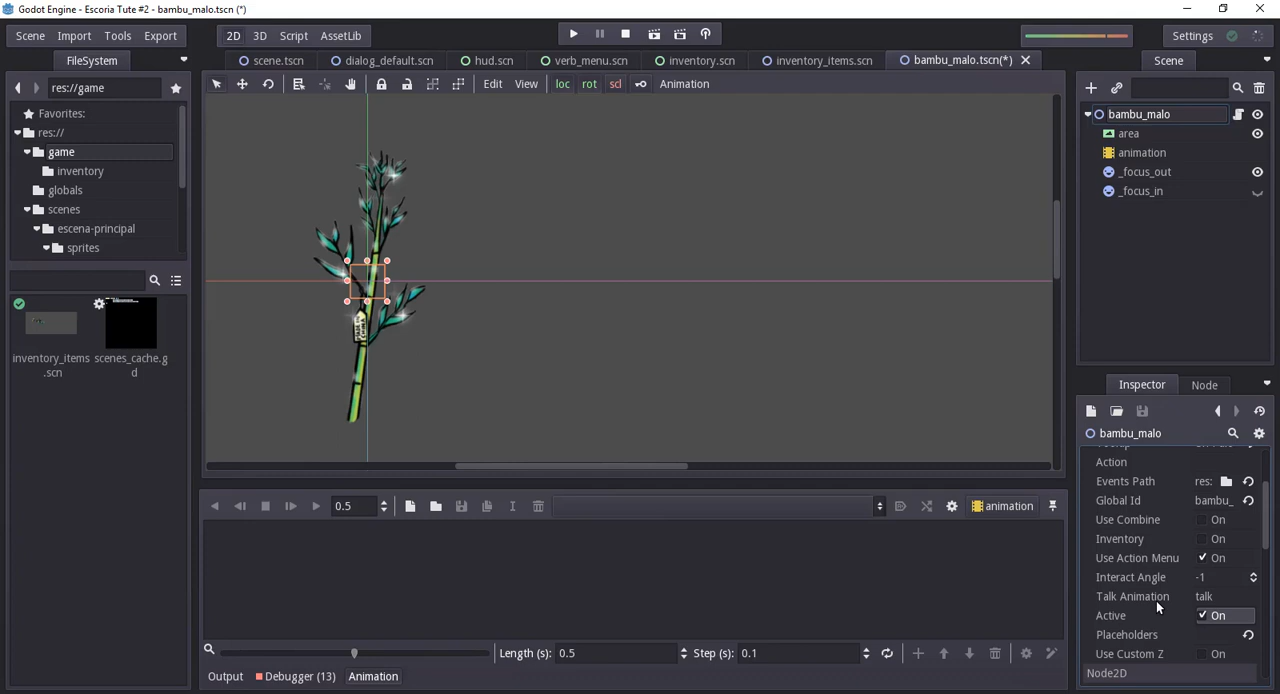 Godot Engine - Escoria Tute #2 - bambu_malo.tscn (*)
Scene Import Tools Export 2D 3D Script AssetLib Settings
FileSystem scene.tscn dialog_default.scn hud.scn verb_menu.scn inventory.scn inventory_items.scn bambu_malo.tscn(*) Scene
res://game Edit View loc rot scl Animation
Favorites:
res://
game
inventory
globals
scenes
escena-principal
sprites
inventory_items
.scn
scenes_cache.g
d
bambu_malo
area
animation
_focus_out
_focus_in
Inspector Node
bambu_malo
Action
Events Path res:
Global Id bambu_
Use Combine On
Inventory On
Use Action Menu On
Interact Angle -1
Talk Animation talk
Active On
Placeholders
Use Custom Z On
Node2D
0.5 animation
Length (s): 0.5 Step (s): 0.1
Output Debugger (13) Animation